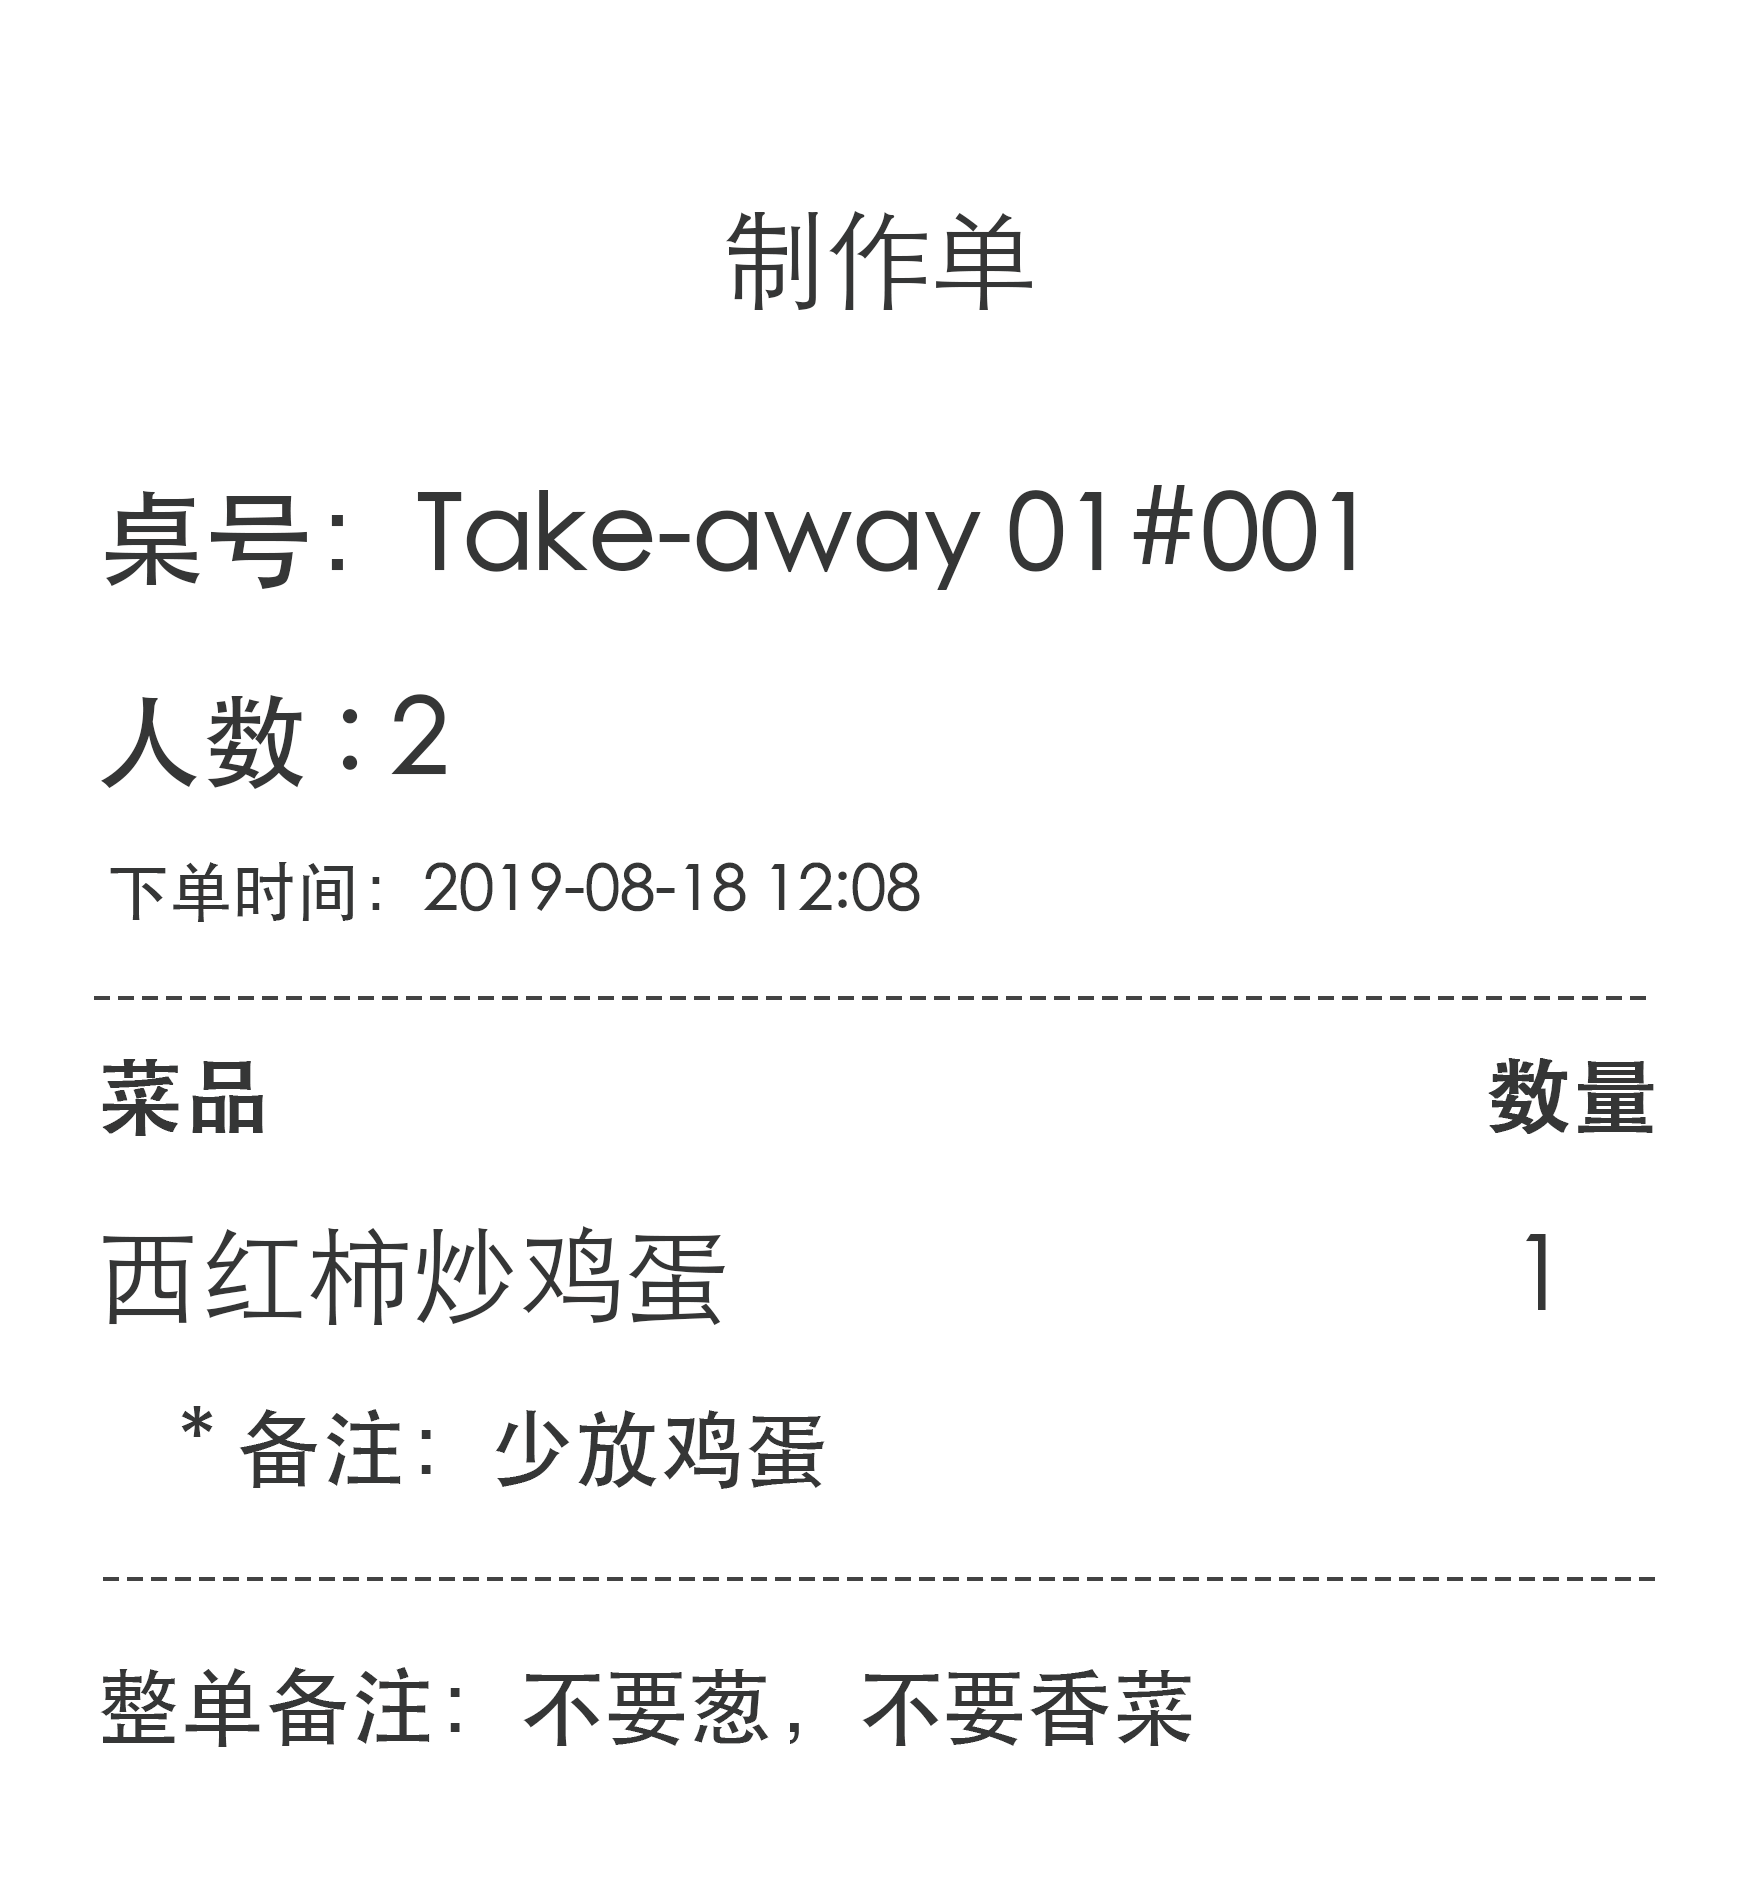 制作单
桌号：Take-away 01#001
人数：2
下单时间：2019-08-18 12:08
菜品 数量
西红柿炒鸡蛋 1
* 备注：少放鸡蛋
整单备注：不要葱，不要香菜